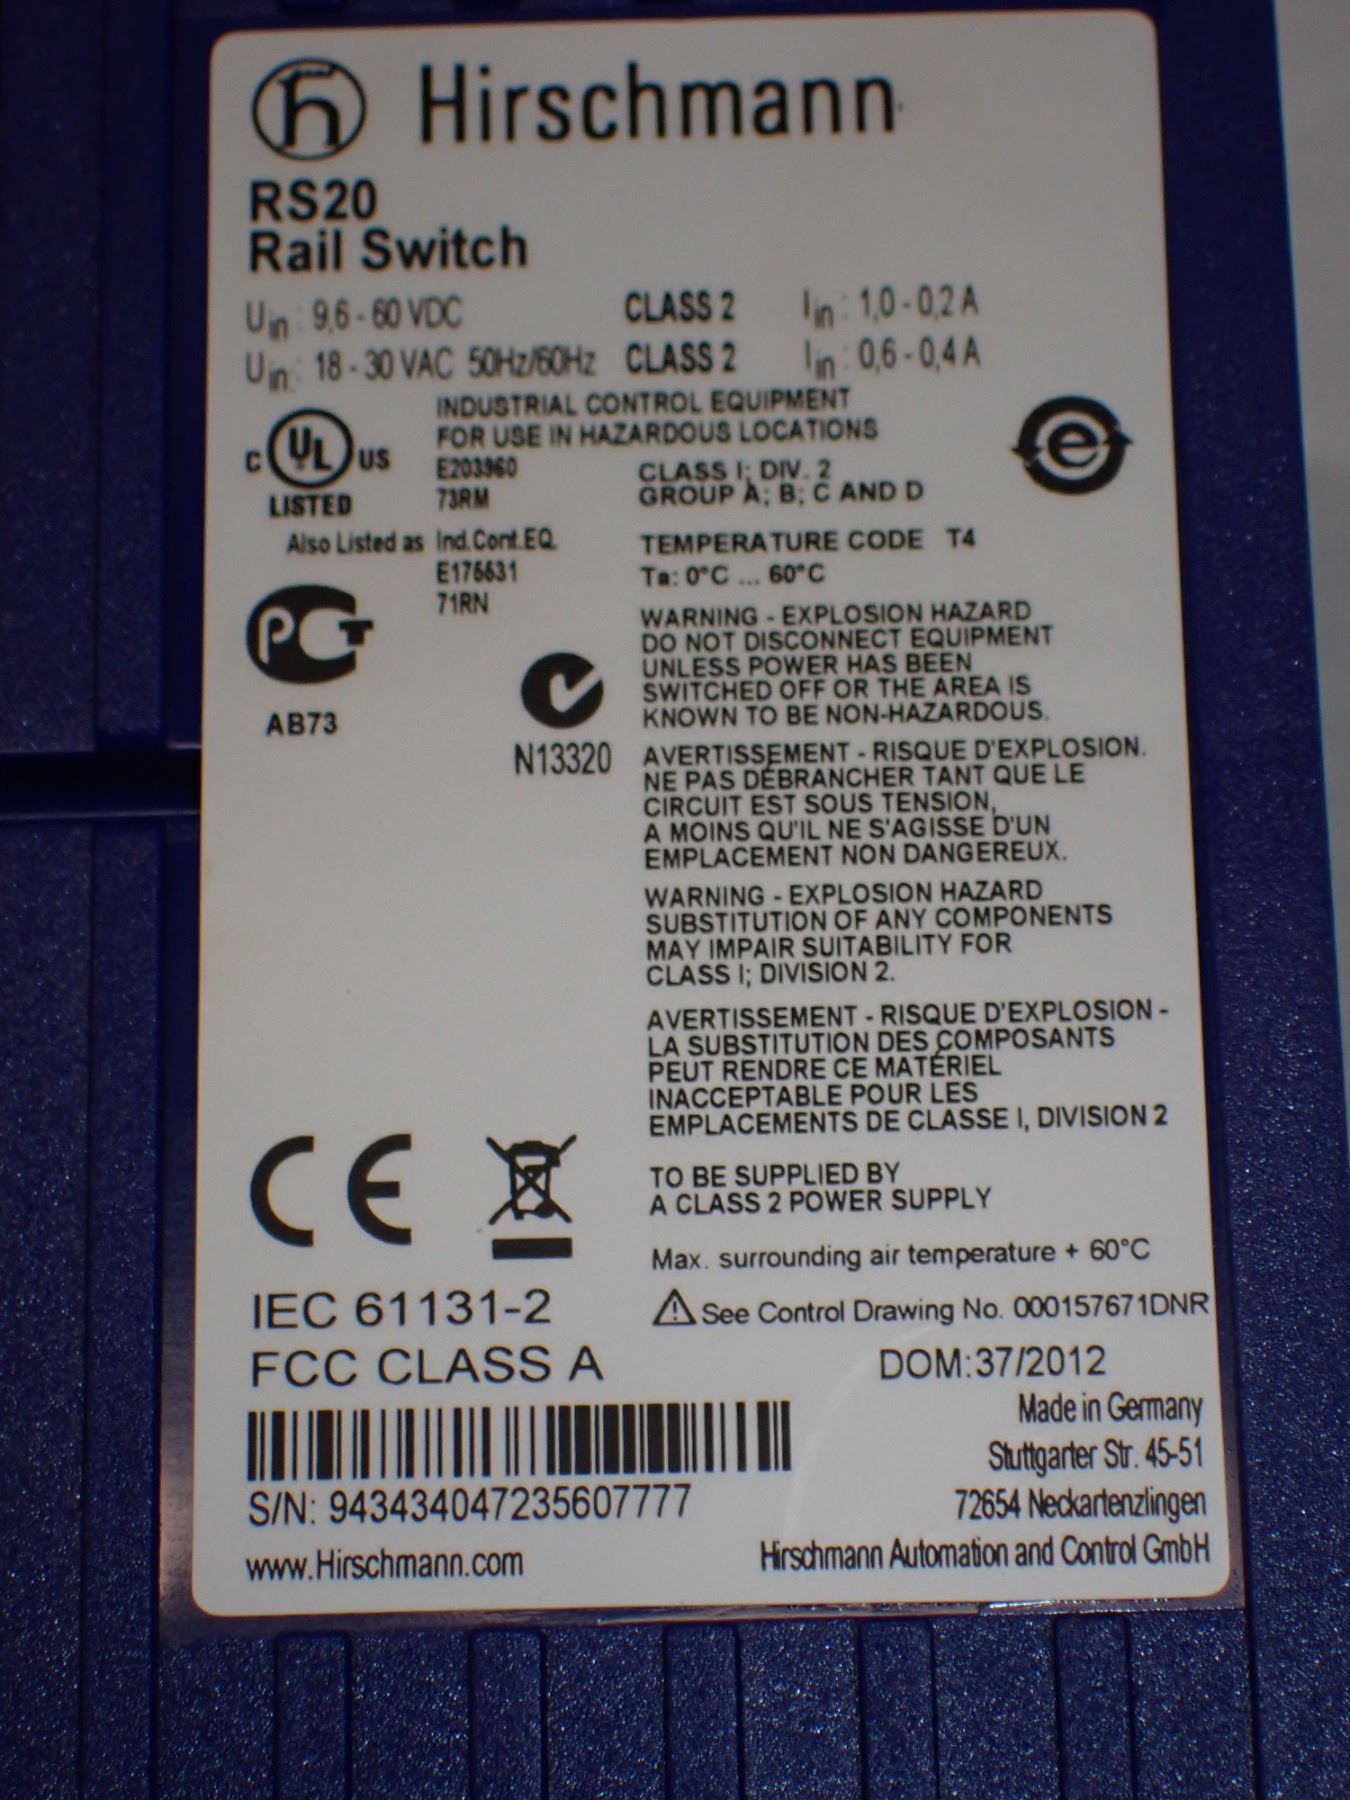 Hirschmann
RS20
Rail Switch
Uin: 9,6 - 60 VDC CLASS 2 Iin: 1,0 - 0,2 A
Uin: 18 - 30 VAC 50Hz/60Hz CLASS 2 Iin: 0,6 - 0,4 A
INDUSTRIAL CONTROL EQUIPMENT
FOR USE IN HAZARDOUS LOCATIONS
C UL US
LISTED
E203960
73RM
CLASS I; DIV. 2
GROUP A; B; C AND D
e
Also Listed as Ind.Cont.EQ.
E175531
71RN
TEMPERATURE CODE T4
Ta: 0°C ... 60°C
PCT
AB73
N13320
WARNING - EXPLOSION HAZARD
DO NOT DISCONNECT EQUIPMENT
UNLESS POWER HAS BEEN
SWITCHED OFF OR THE AREA IS
KNOWN TO BE NON-HAZARDOUS.
AVERTISSEMENT - RISQUE D'EXPLOSION.
NE PAS DÉBRANCHER TANT QUE LE
CIRCUIT EST SOUS TENSION,
A MOINS QU'IL NE S'AGISSE D'UN
EMPLACEMENT NON DANGEREUX.
WARNING - EXPLOSION HAZARD
SUBSTITUTION OF ANY COMPONENTS
MAY IMPAIR SUITABILITY FOR
CLASS I; DIVISION 2.
AVERTISSEMENT - RISQUE D'EXPLOSION -
LA SUBSTITUTION DES COMPOSANTS
PEUT RENDRE CE MATÉRIEL
INACCEPTABLE POUR LES
EMPLACEMENTS DE CLASSE I, DIVISION 2
TO BE SUPPLIED BY
A CLASS 2 POWER SUPPLY
Max. surrounding air temperature + 60°C
CE
IEC 61131-2
FCC CLASS A
See Control Drawing No. 000157671DNR
DOM:37/2012
Made in Germany
Stuttgarter Str. 45-51
72654 Neckartenzlingen
Hirschmann Automation and Control GmbH
S/N: 943434047235607777
www.Hirschmann.com